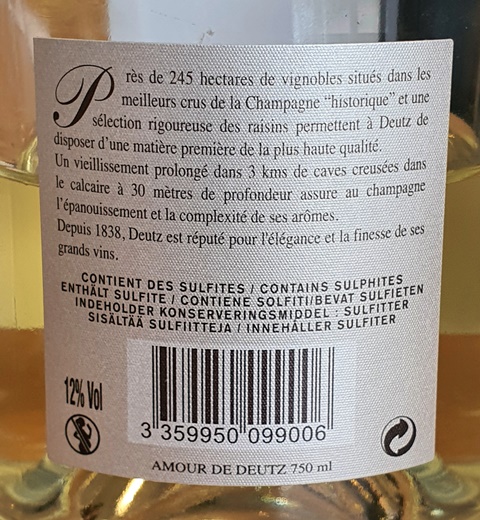 Près de 245 hectares de vignobles situés dans les
meilleurs crus de la Champagne “historique” et une
sélection rigoureuse des raisins permettent à Deutz de
disposer d’une matière première de la plus haute qualité.
Un vieillissement prolongé dans 3 kms de caves creusées dans
le calcaire à 30 mètres de profondeur assure au champagne
l’épanouissement et la complexité de ses arômes.
Depuis 1838, Deutz est réputé pour l'élégance et la finesse de ses
grands vins.
CONTIENT DES SULFITES / CONTAINS SULPHITES
ENTHÄLT SULFITE / CONTIENE SOLFITI/BEVAT SULFIETEN
INDEHOLDER KONSERVERINGSMIDDEL : SULFITTER
SISÄLTÄÄ SULFIITTEJA / INNEHÅLLER SULFITER
12% Vol
3 359950 099006
AMOUR DE DEUTZ 750 ml